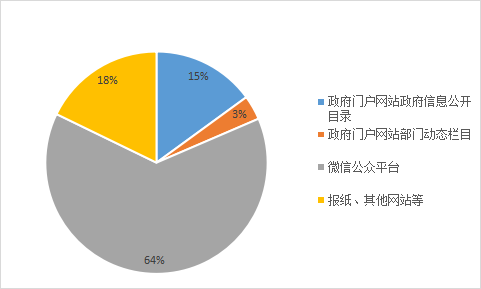 18%
15%
3%
64%
政府门户网站政府信息公开
目录
政府门户网站部门动态栏目
微信公众平台
报纸、其他网站等